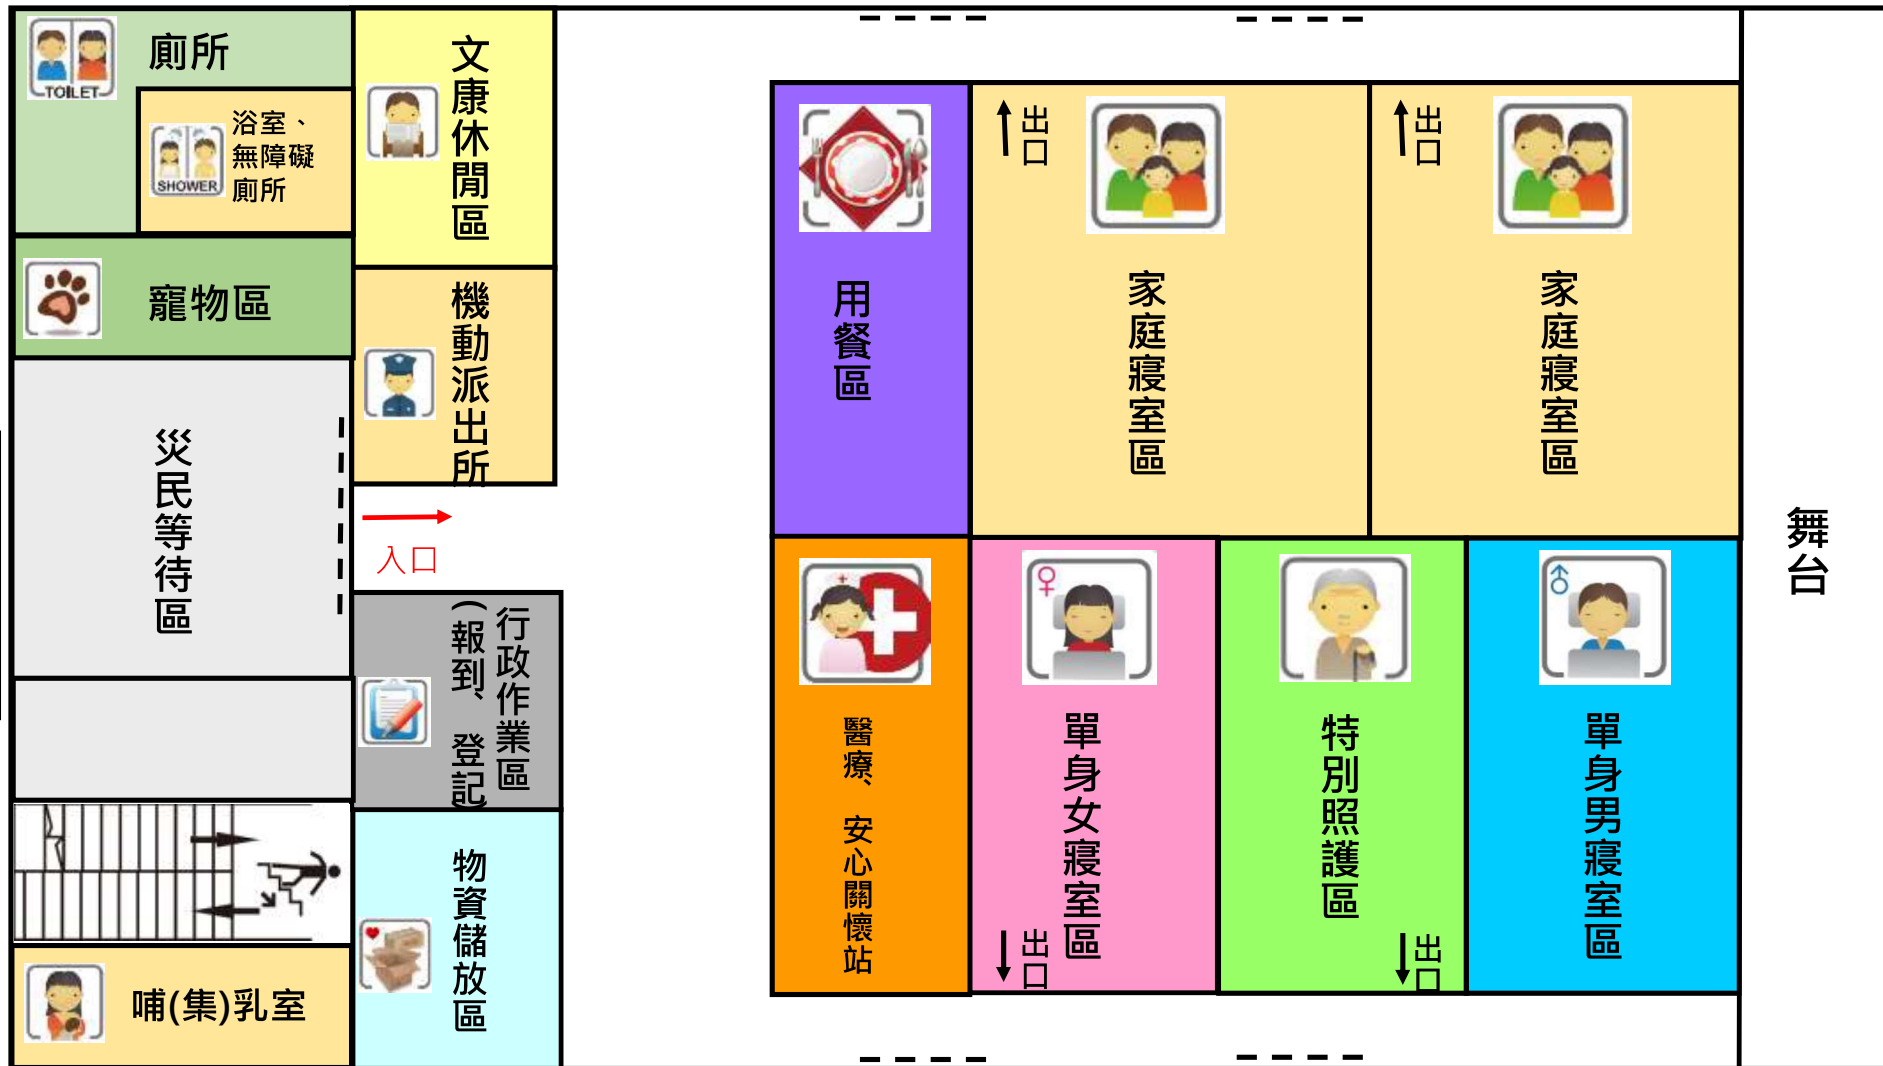 TOILET
廁所
SHOWER
浴室、
無障礙
廁所
文康休閒區
寵物區
機動派出所
災民等待區
入口
行政作業區
(報到、登記)
物資儲放區
哺(集)乳室
用餐區
出口
家庭寢室區
出口
家庭寢室區
醫療、安心關懷站
單身女寢室區
出口
特別照護區
出口
單身男寢室區
舞台